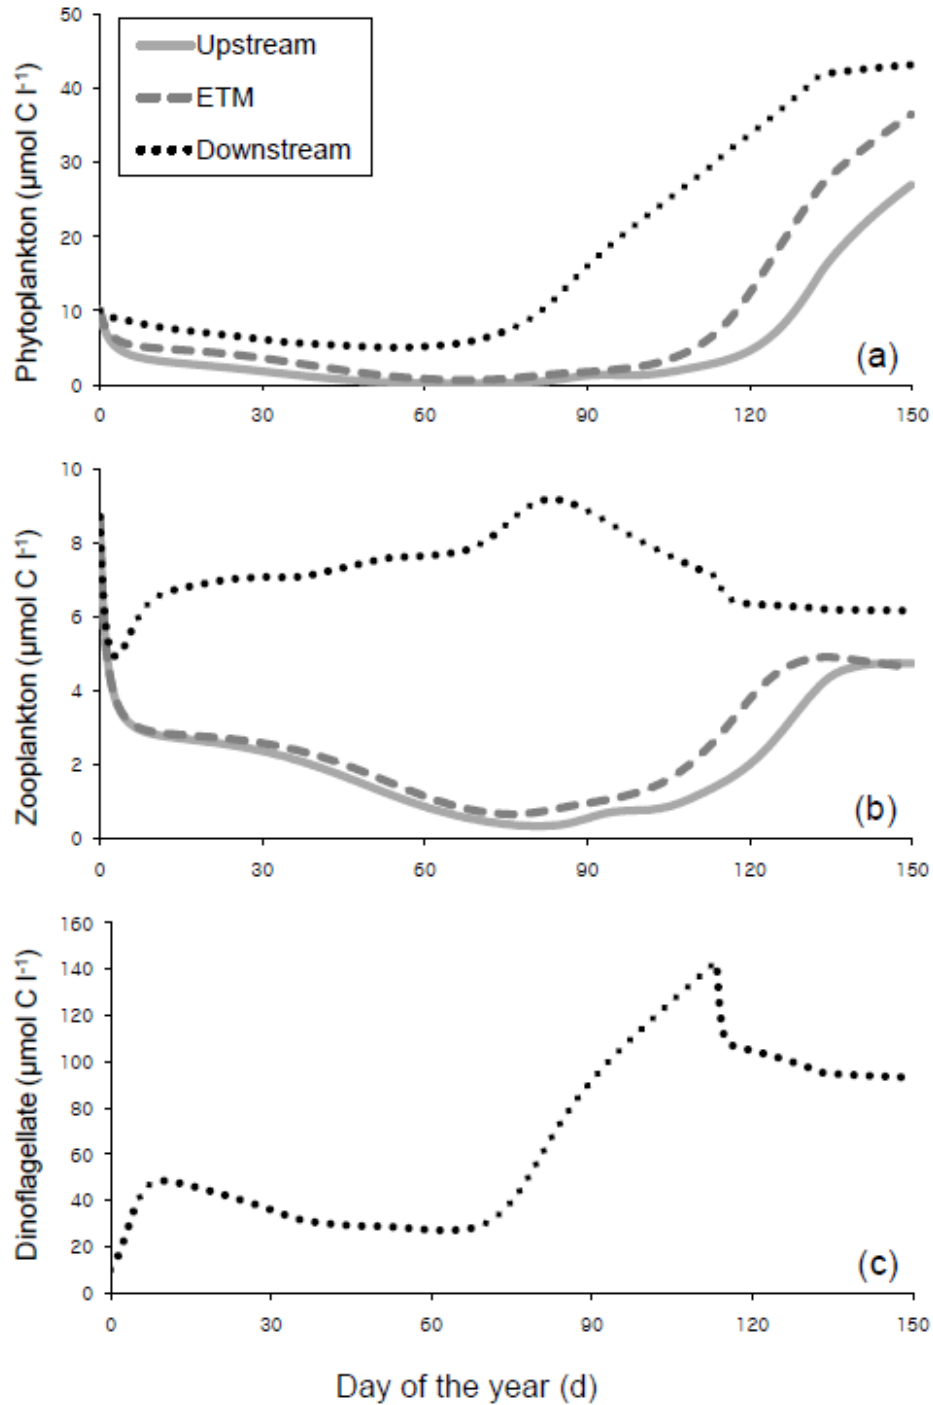 50
40
30
20
10
0
Phytoplankton (µmol C l⁻¹)
Upstream
ETM
Downstream
(a)
0 30 60 90 120 150
10
8
6
4
2
0
Zooplankton (µmol C l⁻¹)
(b)
0 30 60 90 120 150
160
140
120
100
80
60
40
20
0
Dinoflagellate (µmol C l⁻¹)
(c)
0 30 60 90 120 150
Day of the year (d)